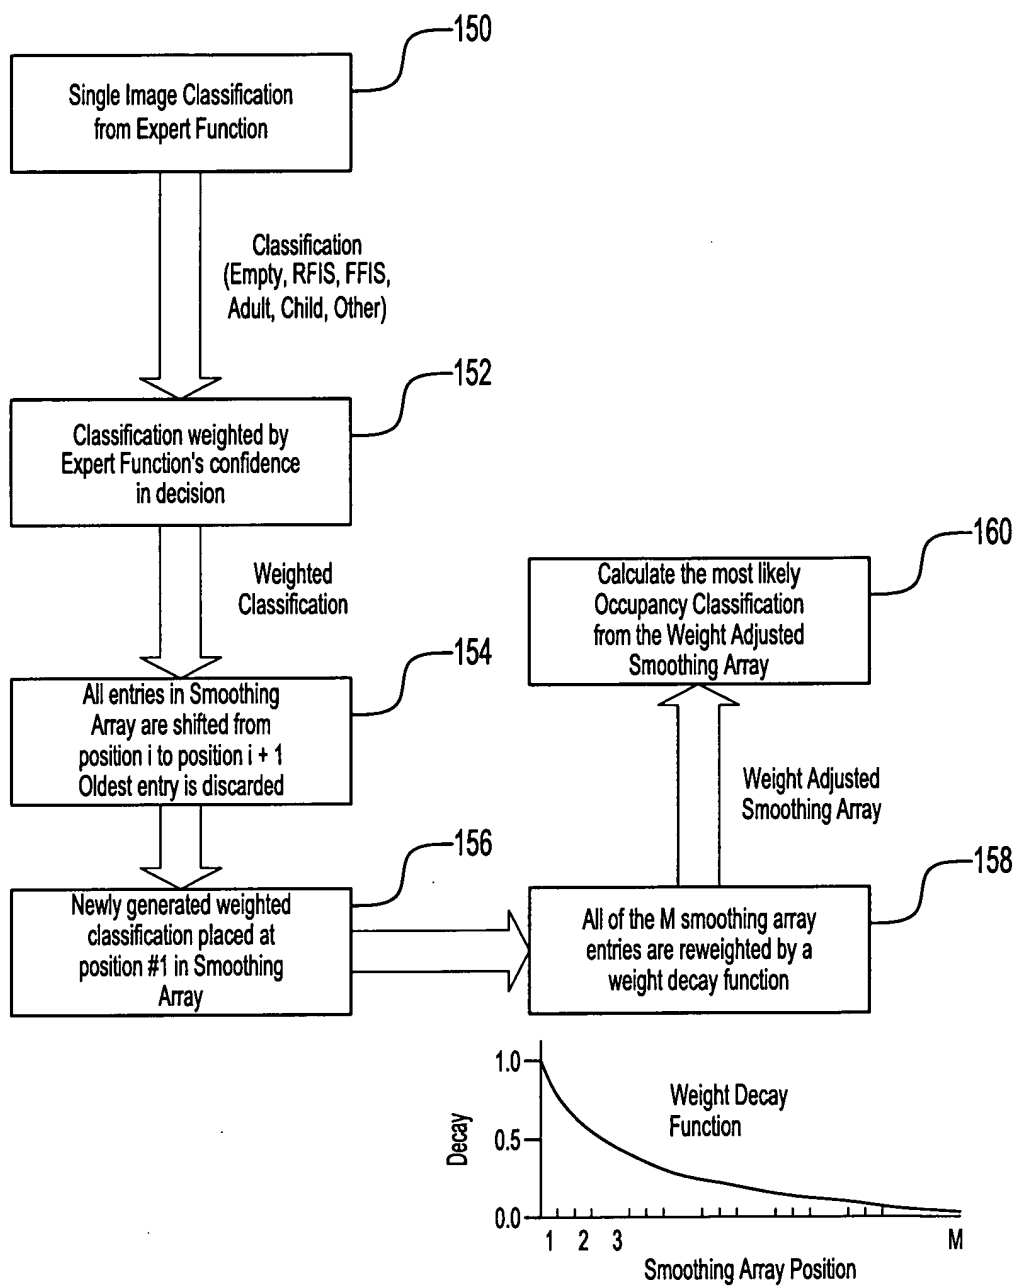 150
Single Image Classification
from Expert Function
Classification
(Empty, RFIS, FFIS,
Adult, Child, Other)
152
Classification weighted by
Expert Function's confidence
in decision
Weighted
Classification
154
All entries in Smoothing
Array are shifted from
position i to position i + 1
Oldest entry is discarded
156
Newly generated weighted
classification placed at
position #1 in Smoothing
Array
158
All of the M smoothing array
entries are reweighted by a
weight decay function
Weight Adjusted
Smoothing Array
160
Calculate the most likely
Occupancy Classification
from the Weight Adjusted
Smoothing Array
Weight Decay
Function
Decay
1.0
0.5
0.0
1 2 3 M
Smoothing Array Position